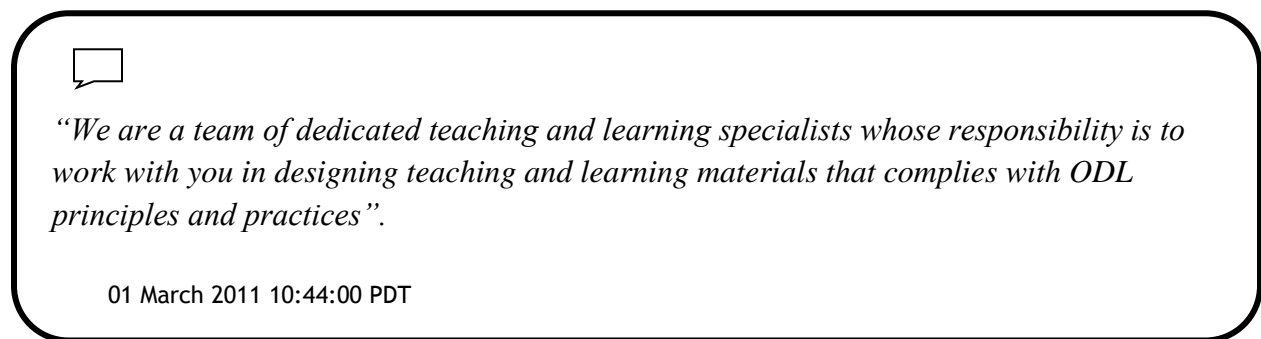 “We are a team of dedicated teaching and learning specialists whose responsibility is to
work with you in designing teaching and learning materials that complies with ODL
principles and practices”.
01 March 2011 10:44:00 PDT